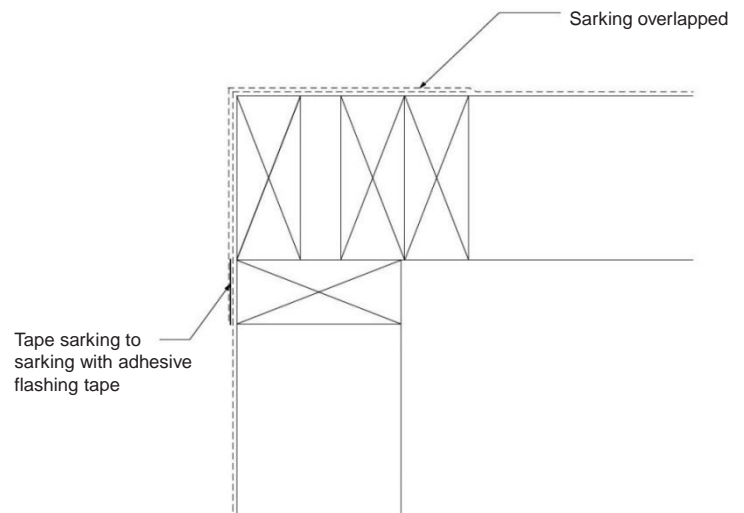 Sarking overlapped
Tape sarking to
sarking with adhesive
flashing tape